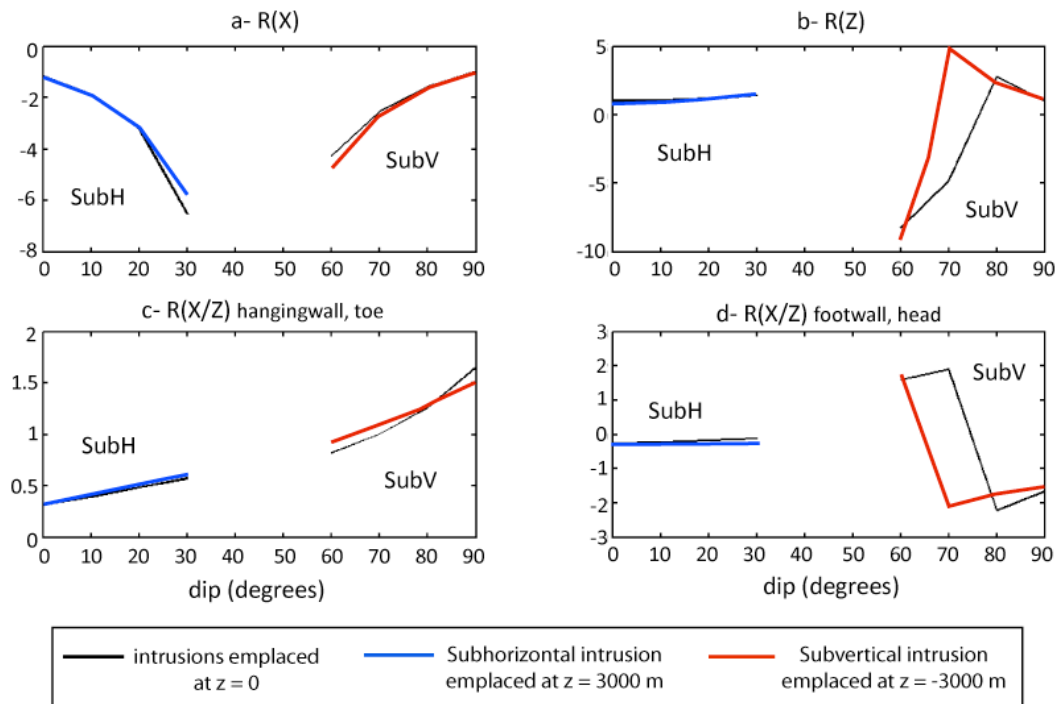 a- R(X)
0
-2
-4
-6
-8
SubH
SubV
0 10 20 30 40 50 60 70 80 90
b- R(Z)
5
0
-5
-10
SubH
SubV
0 10 20 30 40 50 60 70 80 90
c- R(X/Z) hangingwall, toe
2
1.5
1
0.5
0
SubH
SubV
0 10 20 30 40 50 60 70 80 90
dip (degrees)
d- R(X/Z) footwall, head
3
2
1
0
-1
-2
-3
SubH
SubV
0 10 20 30 40 50 60 70 80 90
dip (degrees)
intrusions emplaced
at z = 0
Subhorizontal intrusion
emplaced at z = 3000 m
Subvertical intrusion
emplaced at z = -3000 m